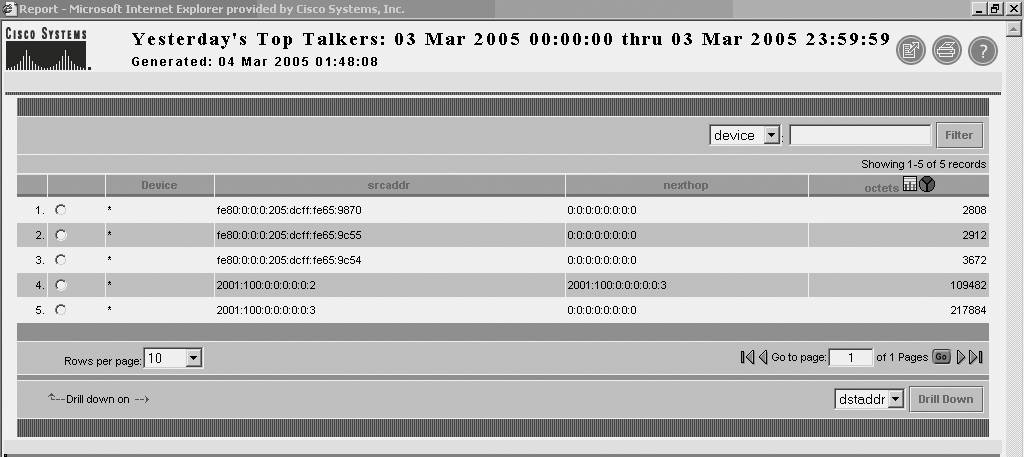 Report - Microsoft Internet Explorer provided by Cisco Systems, Inc.
CISCO SYSTEMS
Yesterday's Top Talkers: 03 Mar 2005 00:00:00 thru 03 Mar 2005 23:59:59
Generated: 04 Mar 2005 01:48:08
?
device : Filter
Showing 1-5 of 5 records
Device srcaddr nexthop octets
1. * fe80:0:0:0:205:dcff:fe65:9870 0:0:0:0:0:0:0:0 2808
2. * fe80:0:0:0:205:dcff:fe65:9c55 0:0:0:0:0:0:0:0 2912
3. * fe80:0:0:0:205:dcff:fe65:9c54 0:0:0:0:0:0:0:0 3672
4. * 2001:100:0:0:0:0:0:2 2001:100:0:0:0:0:0:3 109482
5. * 2001:100:0:0:0:0:0:3 0:0:0:0:0:0:0:0 217884
Rows per page: 10 Go to page: 1 of 1 Pages Go
Drill down on dstaddr Drill Down